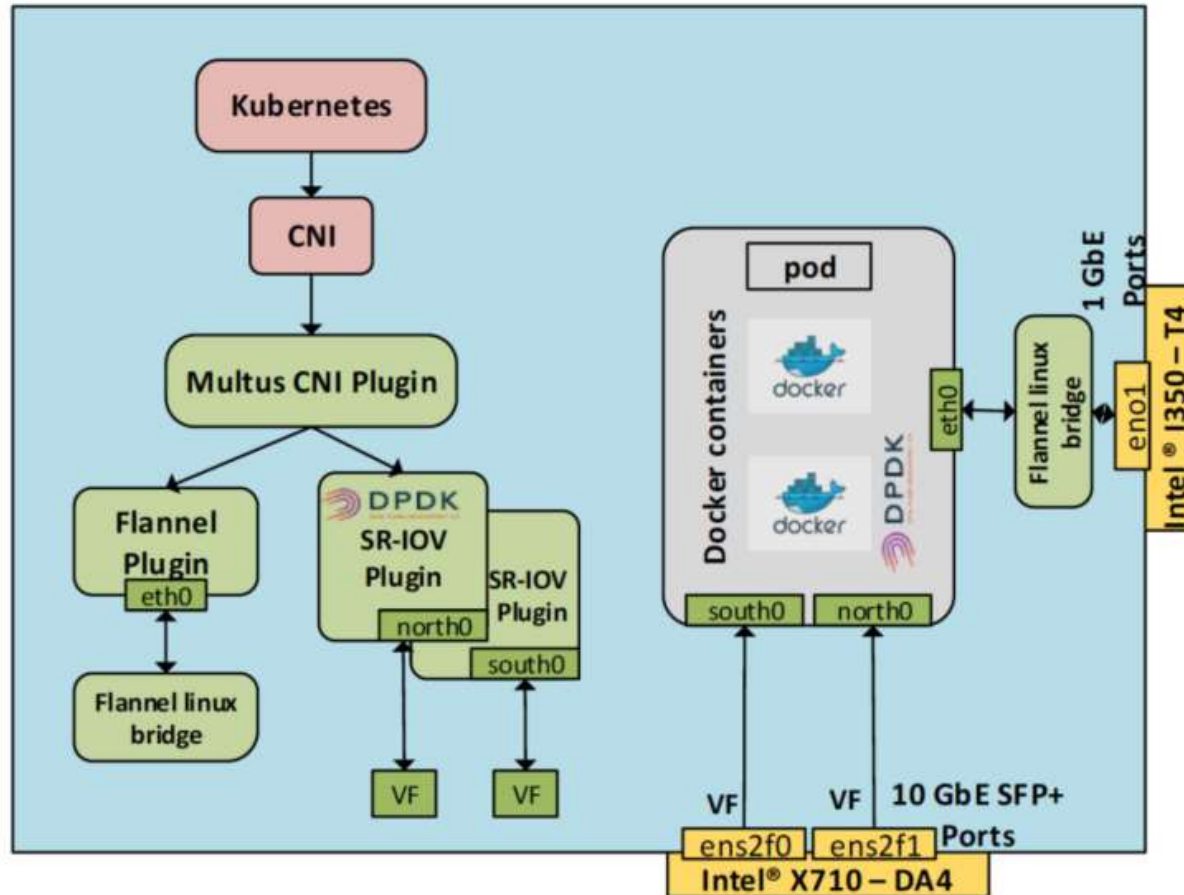 Kubernetes
CNI
Multus CNI Plugin
Flannel
Plugin
eth0
Flannel linux
bridge
DPDK
SR-IOV
Plugin
north0
SR-IOV
Plugin
south0
VF
VF
pod
Docker containers
docker
docker
DPDK
eth0
south0
north0
Flannel linux
bridge
1 GbE
Ports
eno1
Intel® I350 – T4
VF
VF
10 GbE SFP+
Ports
ens2f0
ens2f1
Intel® X710 – DA4